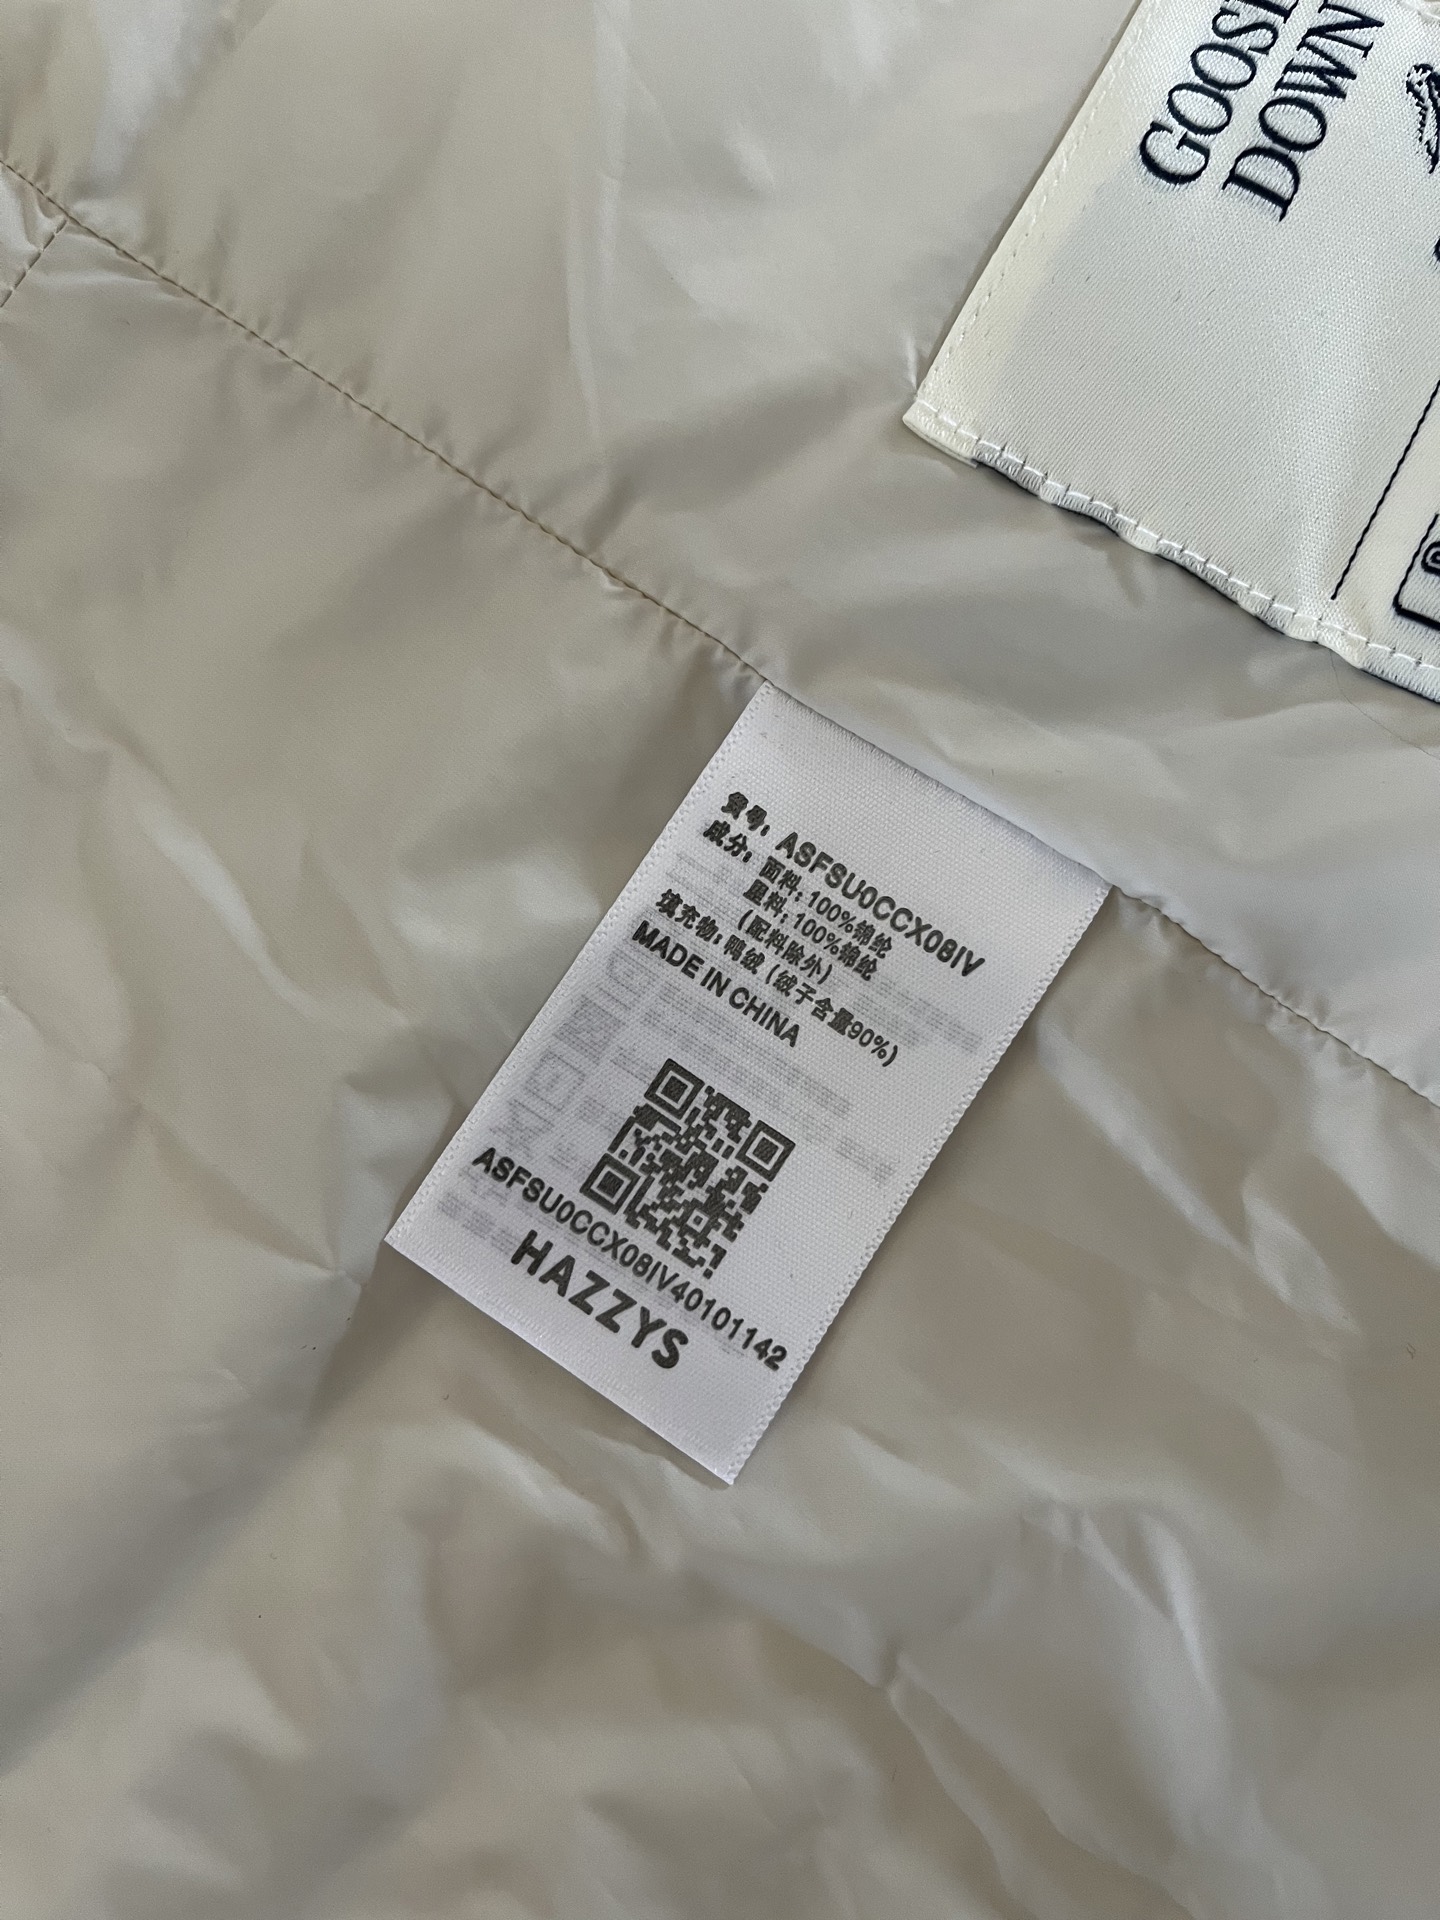 GOOSE
DOWN
货号: ASFSU0CCX08IV
成分: 面料: 100%锦纶
里料: 100%锦纶
(配料除外)
填充物: 鸭绒 (绒子含量90%)
MADE IN CHINA
ASFSU0CCX08IV40101142
HAZZYS